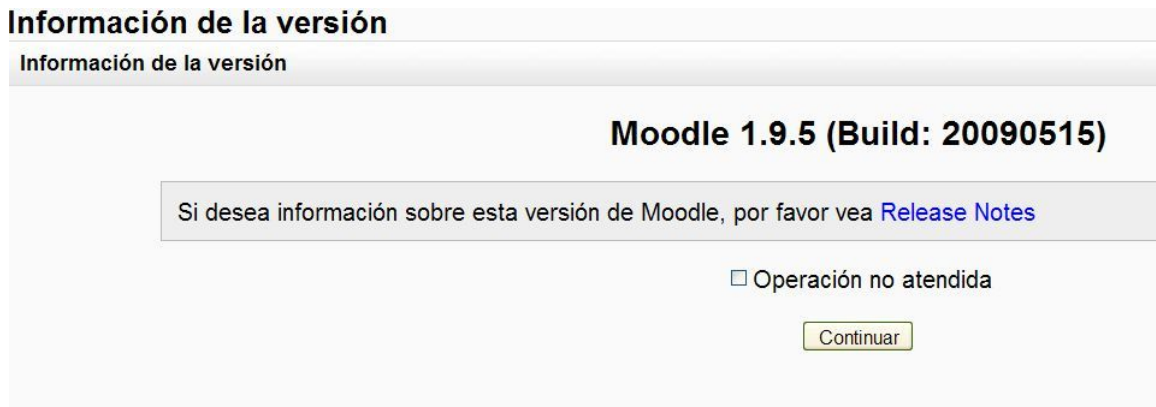 Información de la versión
Información de la versión
Moodle 1.9.5 (Build: 20090515)
Si desea información sobre esta versión de Moodle, por favor vea Release Notes
Operación no atendida
Continuar